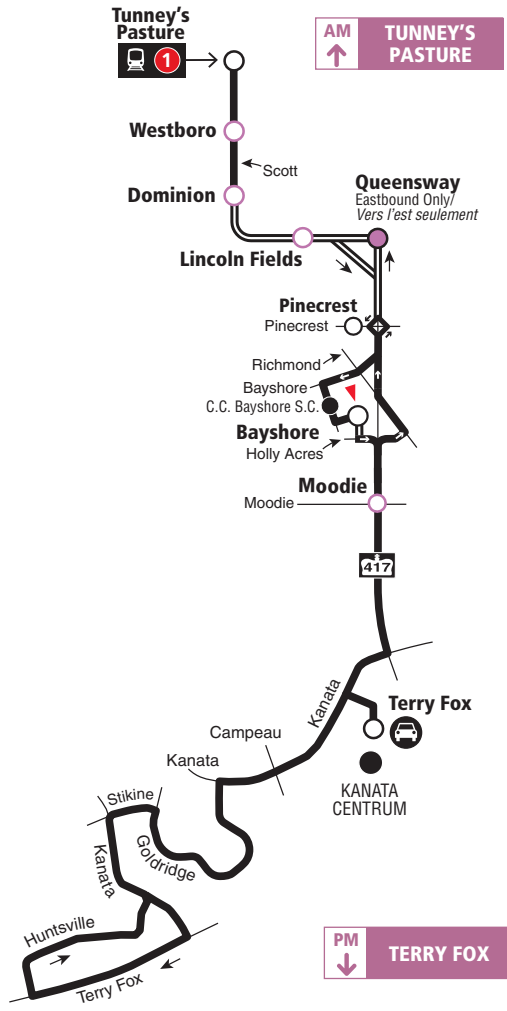 Tunney's
Pasture
1
AM
TUNNEY'S
PASTURE
Westboro
Scott
Dominion
Queensway
Eastbound Only/
Vers l'est seulement
Lincoln Fields
Pinecrest
Pinecrest
Richmond
Bayshore
C.C. Bayshore S.C.
Bayshore
Holly Acres
Moodie
Moodie
417
Kanata
Terry Fox
Campeau
Kanata
KANATA
CENTRUM
Stikine
Goldridge
Kanata
Huntsville
Terry Fox
PM
TERRY FOX